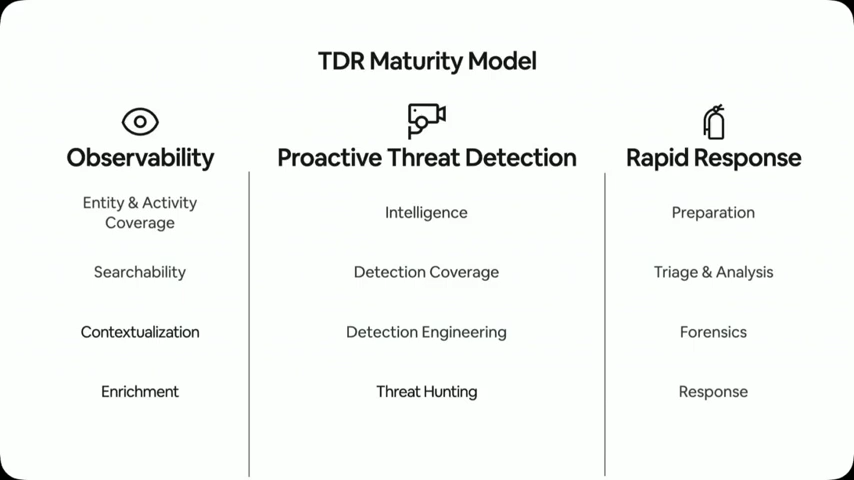 TDR Maturity Model
Observability
Entity & Activity
Coverage
Searchability
Contextualization
Enrichment
Proactive Threat Detection
Intelligence
Detection Coverage
Detection Engineering
Threat Hunting
Rapid Response
Preparation
Triage & Analysis
Forensics
Response